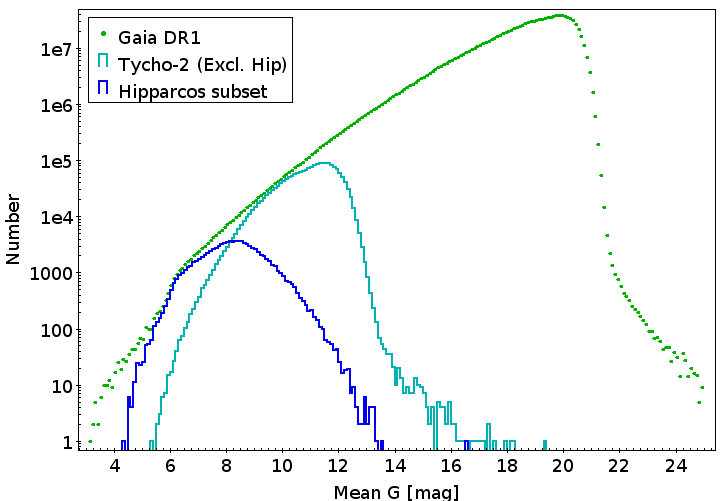 Gaia DR1
Tycho-2 (Excl. Hip)
Hipparcos subset
1e7
1e6
1e5
1e4
1000
100
10
1
Number
4 6 8 10 12 14 16 18 20 22 24
Mean G [mag]